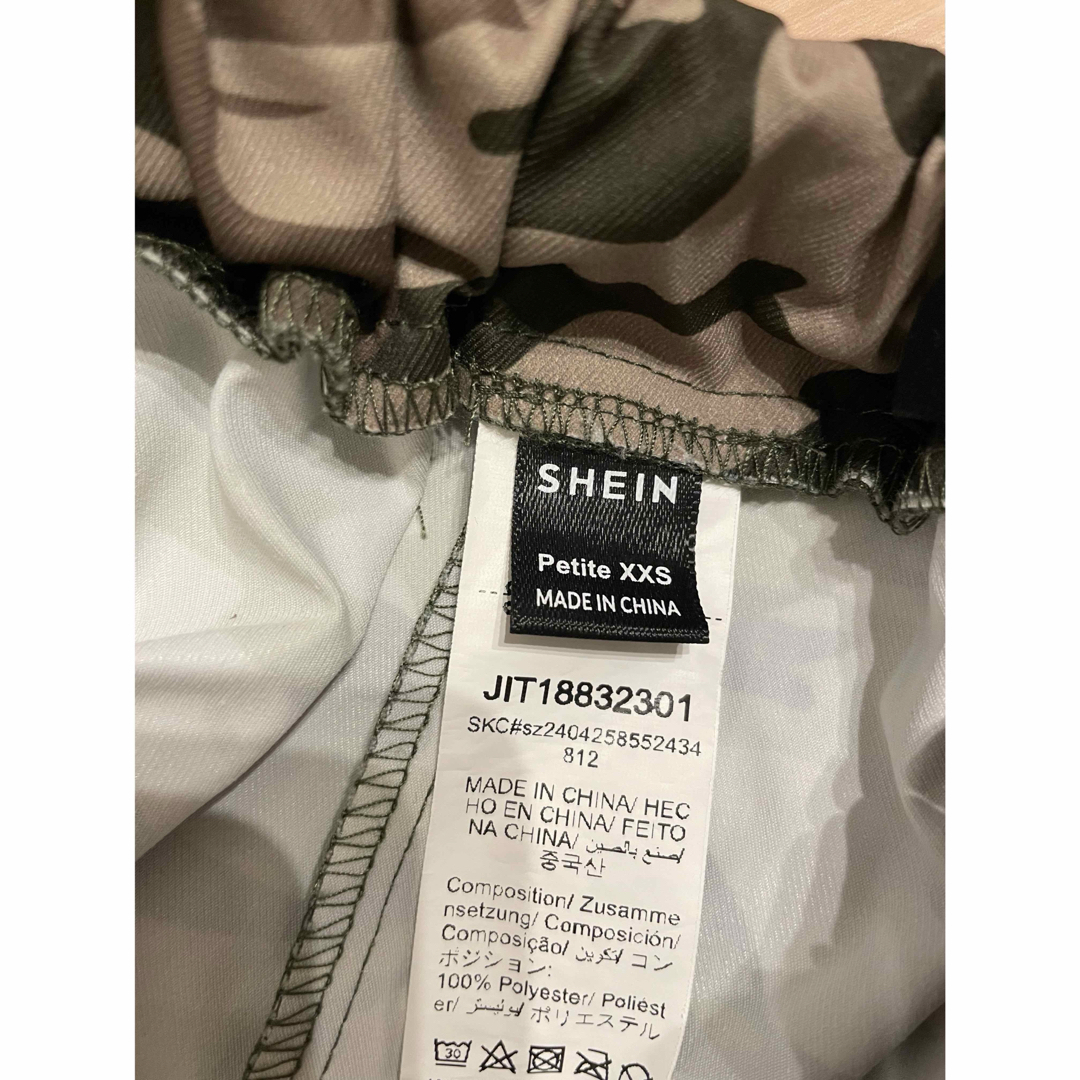 SHEIN
Petite XXS
MADE IN CHINA
JIT18832301
SKC#sz2404258552434
812
MADE IN CHINA/ HEC
HO EN CHINA/ FEITO
NA CHINA/ صنع بالصين/
중국산
Composition/ Zusamme
nsetzung/ Composición/
Composição/ تكوين/ コン
ポジション:
100% Polyester/ Poliést
er/ بوليستر/ ポリエステル
30